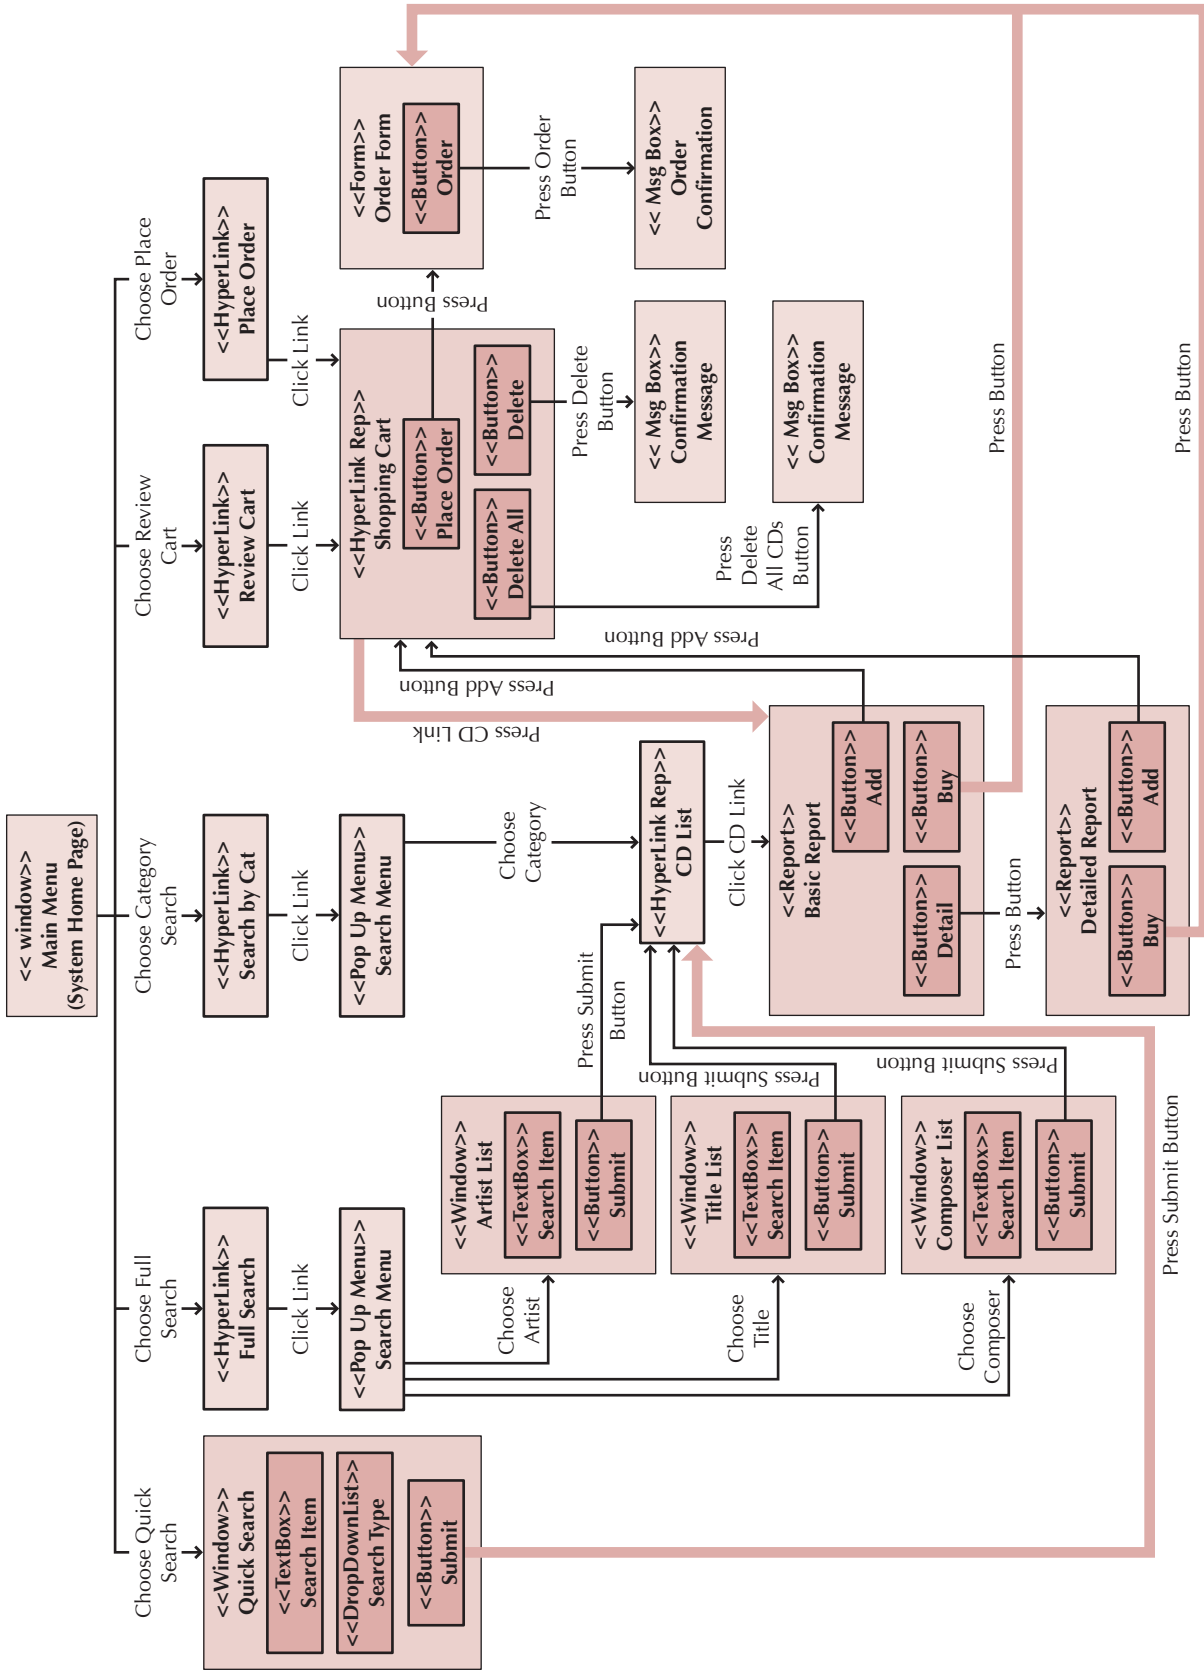 << window>>
Main Menu
(System Home Page)
Choose Quick
Search
Choose Full
Search
Choose Category
Search
Choose Review
Cart
Choose Place
Order
<<Window>>
Quick Search
<<TextBox>>
Search Item
<<DropDownList>>
Search Type
<<Button>>
Submit
<<HyperLink>>
Full Search
<<HyperLink>>
Search by Cat
<<HyperLink>>
Review Cart
<<HyperLink>>
Place Order
Click Link
Click Link
Click Link
Click Link
<<Pop Up Menu>>
Search Menu
<<Pop Up Menu>>
Search Menu
<<HyperLink Rep>>
Shopping Cart
<<Button>>
Place Order
<<Button>>
Delete All
<<Button>>
Delete
Press Button
<<Form>>
Order Form
<<Button>>
Order
Choose
Artist
<<Window>>
Artist List
<<TextBox>>
Search Item
<<Button>>
Submit
Press Submit
Button
Choose
Category
Press CD Link
Press Add Button
Press Add Button
Press Delete
Button
Press Order
Button
<<HyperLink Rep>>
CD List
<< Msg Box>>
Confirmation
Message
<< Msg Box>>
Order
Confirmation
Choose
Title
<<Window>>
Title List
<<TextBox>>
Search Item
<<Button>>
Submit
Press Submit Button
Click CD Link
Press
Delete
All CDs
Button
<< Msg Box>>
Confirmation
Message
<<Report>>
Basic Report
<<Button>>
Add
<<Button>>
Detail
<<Button>>
Buy
Choose
Composer
<<Window>>
Composer List
<<TextBox>>
Search Item
<<Button>>
Submit
Press Submit Button
Press Button
Press Button
<<Report>>
Detailed Report
<<Button>>
Buy
<<Button>>
Add
Press Submit Button
Press Button